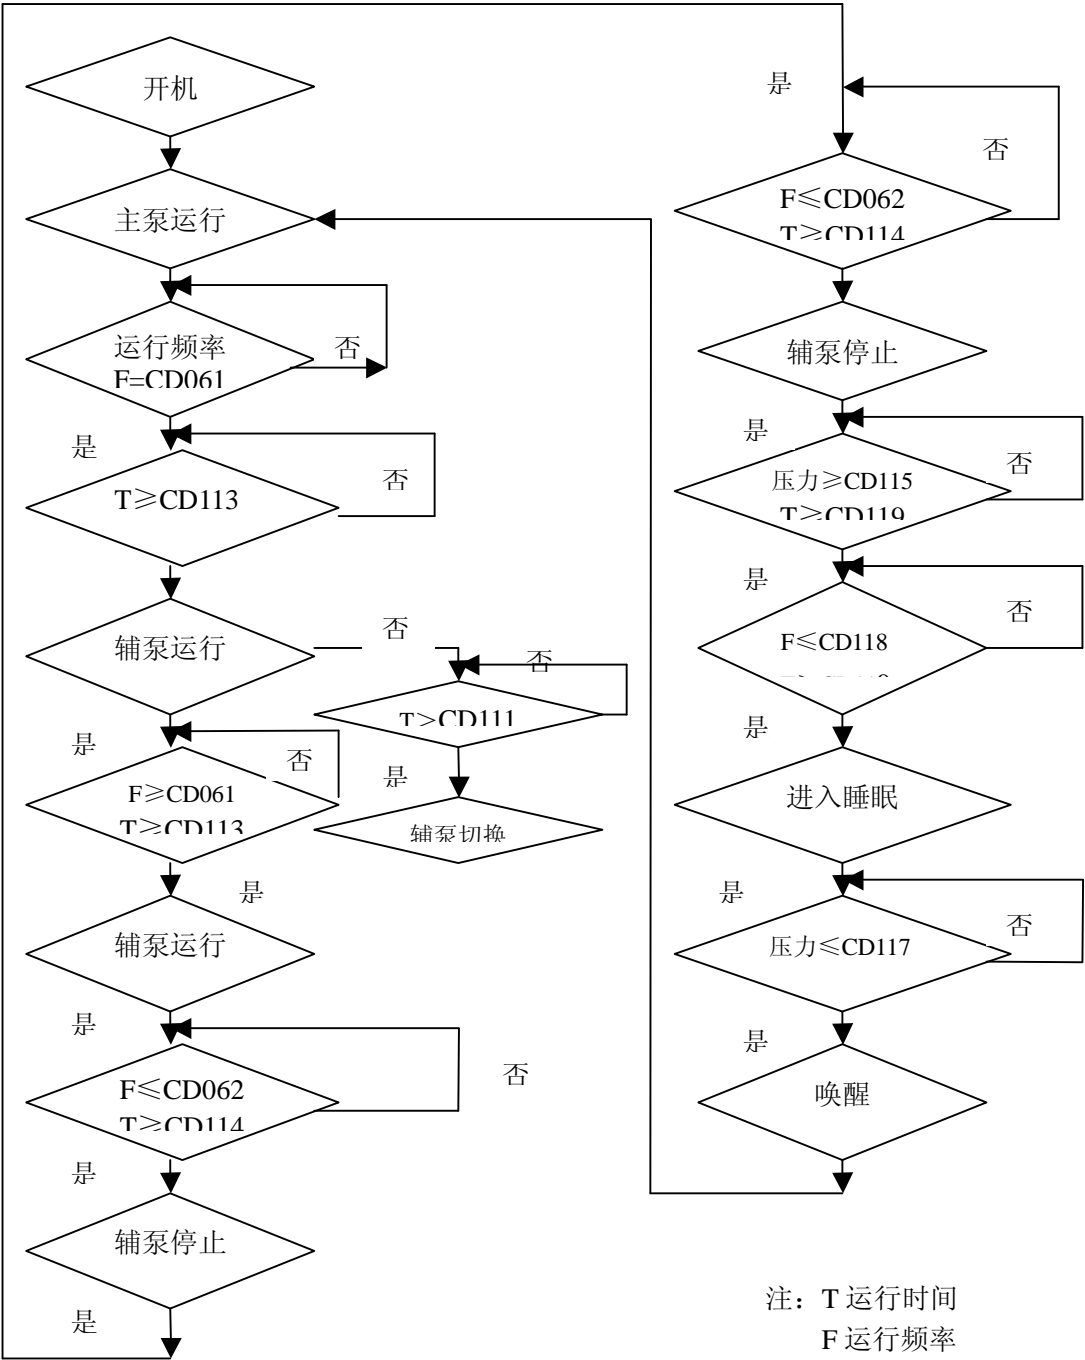 开机
主泵运行
运行频率
F=CD061
否
是
T≥CD113
否
辅泵运行
否
否
T≥CD111
是
辅泵切换
是
否
F≥CD061
T≥CD113
是
辅泵运行
是
F≤CD062
T≥CD114
否
是
辅泵停止
是
是
否
F≤CD062
T≥CD114
辅泵停止
是
压力≥CD115
T≥CD119
否
是
F≤CD118
否
是
进入睡眠
是
压力≤CD117
否
是
唤醒
注：T 运行时间
F 运行频率